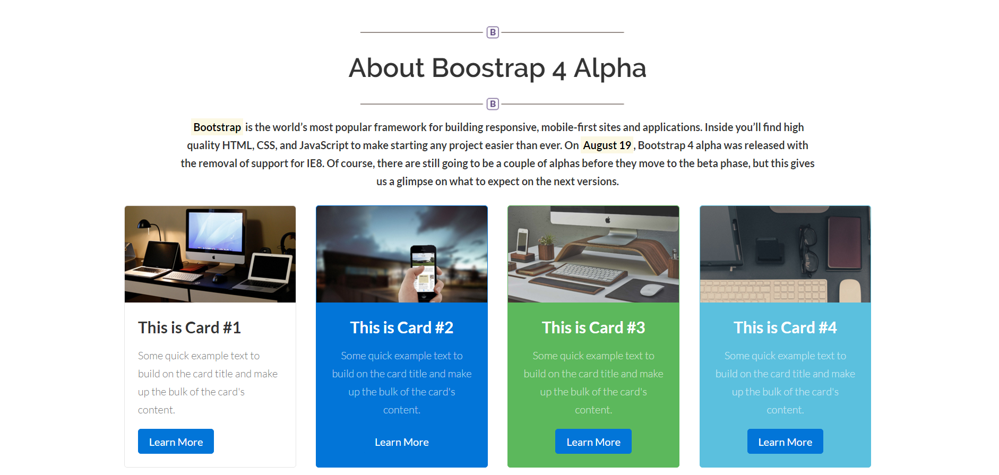 B
About Boostrap 4 Alpha
B
Bootstrap is the world’s most popular framework for building responsive, mobile-first sites and applications. Inside you’ll find high
quality HTML, CSS, and JavaScript to make starting any project easier than ever. On August 19 , Bootstrap 4 alpha was released with
the removal of support for IE8. Of course, there are still going to be a couple of alphas before they move to the beta phase, but this gives
us a glimpse on what to expect on the next versions.
This is Card #1
Some quick example text to
build on the card title and make
up the bulk of the card's
content.
Learn More
This is Card #2
Some quick example text to
build on the card title and make
up the bulk of the card's
content.
Learn More
This is Card #3
Some quick example text to
build on the card title and make
up the bulk of the card's
content.
Learn More
This is Card #4
Some quick example text to
build on the card title and make
up the bulk of the card's
content.
Learn More